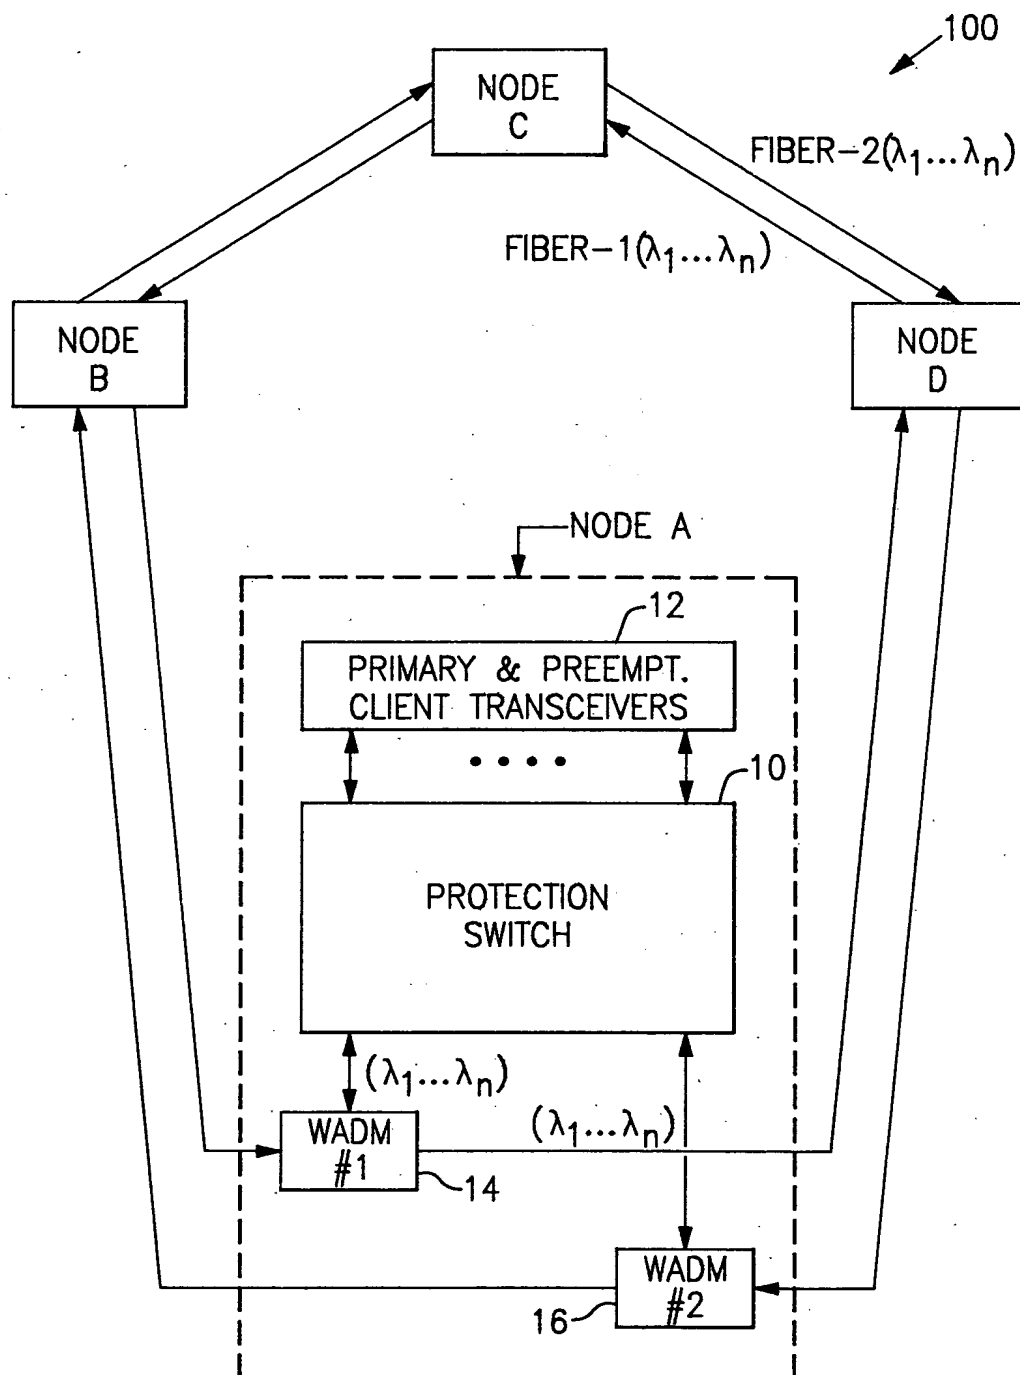 100
NODE
C
FIBER-2(λ1...λn)
FIBER-1(λ1...λn)
NODE
B
NODE
D
NODE A
12
PRIMARY & PREEMPT.
CLIENT TRANSCEIVERS
10
PROTECTION
SWITCH
(λ1...λn)
(λ1...λn)
WADM
#1
14
WADM
#2
16